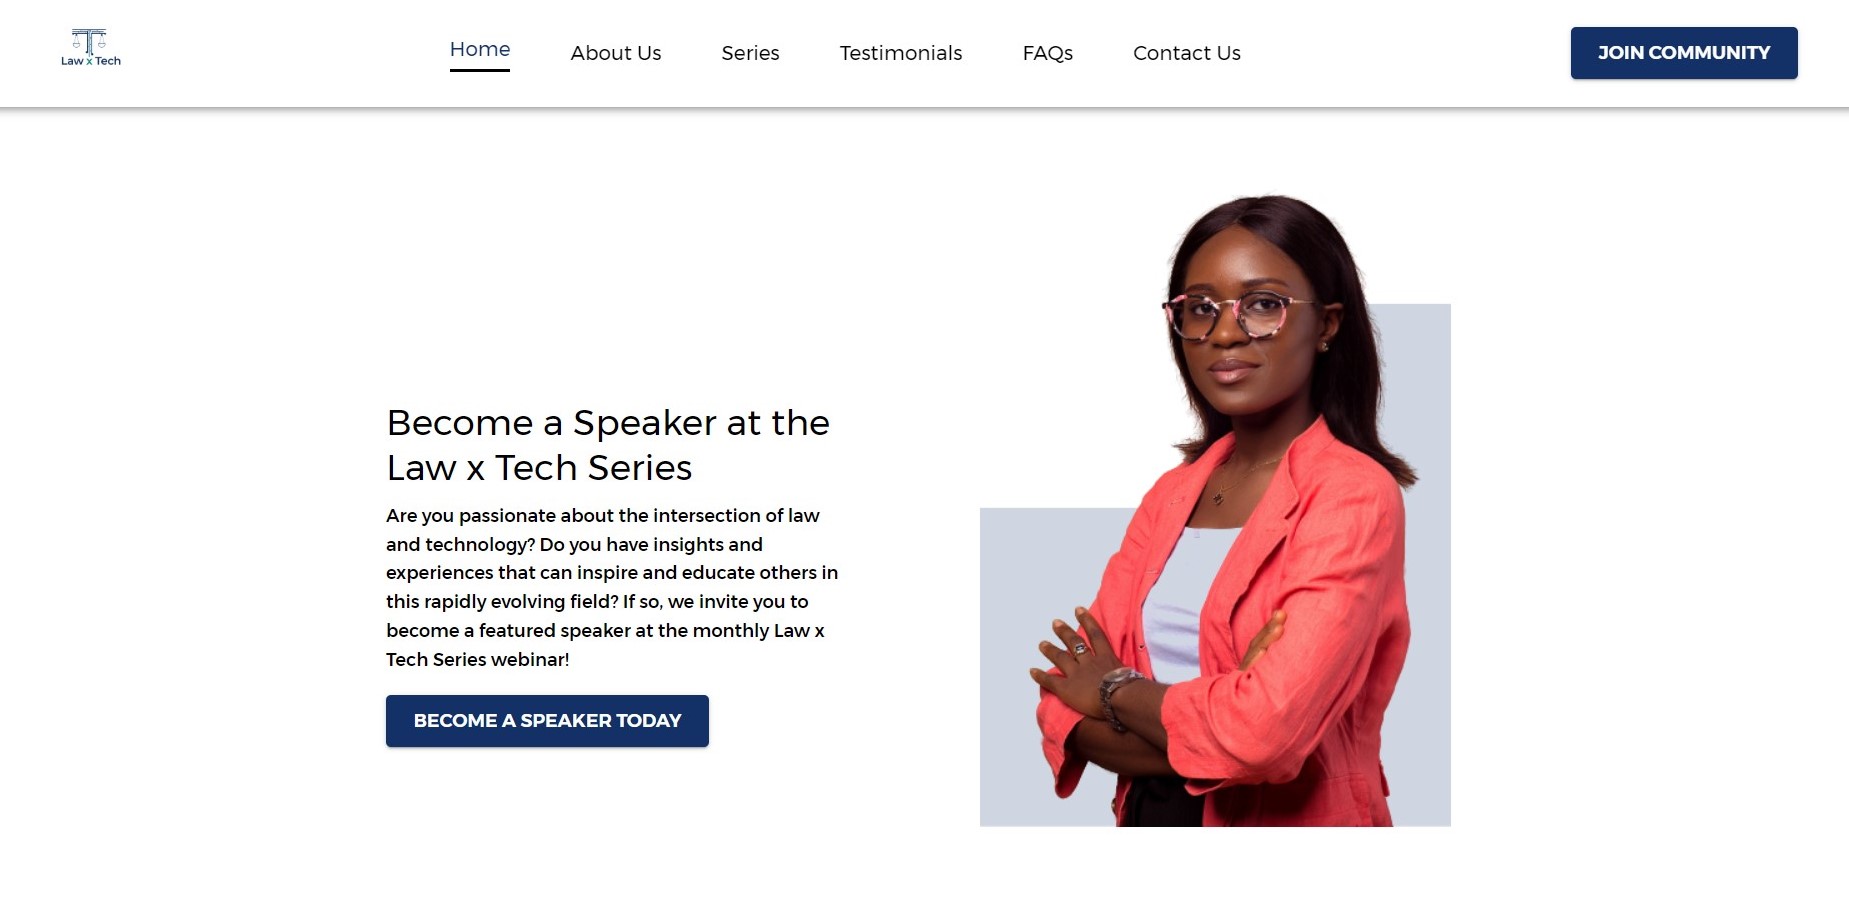 Law x Tech
Home
About Us
Series
Testimonials
FAQs
Contact Us
JOIN COMMUNITY
Become a Speaker at the
Law x Tech Series
Are you passionate about the intersection of law
and technology? Do you have insights and
experiences that can inspire and educate others in
this rapidly evolving field? If so, we invite you to
become a featured speaker at the monthly Law x
Tech Series webinar!
BECOME A SPEAKER TODAY